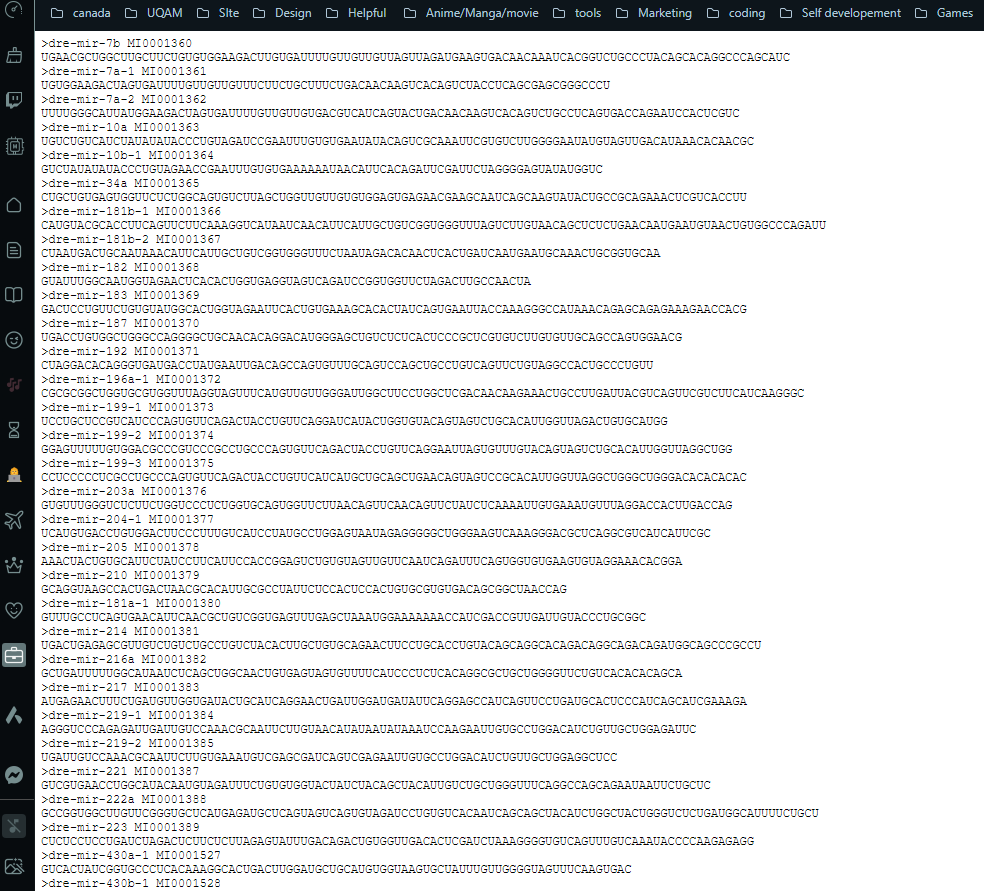 canada UQAM SIte Design Helpful Anime/Manga/movie tools Marketing coding Self developement Games
>dre-mir-7b MI0001360
UGAACGCUGGCUUGCUUCUGUGUGGAAGACUUGUGAUUUUGUUGUUGUUAGUUAGAUGAAGUGACAACAAAUCACGGUCUGCCCUACAGCACAGGCCCAGCAUC
>dre-mir-7a-1 MI0001361
UGUGGAAGACUAGUGAUUUUGUUGUUGUUUCUUCUGCUUUCUGACAACAAGUCACAGUCUACCUCAGCGAGCGGGCCCU
>dre-mir-7a-2 MI0001362
UUUUGGGCAUUAUGGAAGACUAGUGAUUUUGUUGUUGUGACGUCAUCAGUACUGACAACAAGUCACAGUCUGCCUCAGUGACCAGAAUCCACUCGUC
>dre-mir-10a MI0001363
UGUCUGUCAUCUAUAUAUACCCUGUAGAUCCGAAUUUGUGUGAAUAUACAGUCGCAAAUUCGUGUCUUGGGGAAUAUGUAGUUGACAUAAACACAACGC
>dre-mir-10b-1 MI0001364
GUCUAUAUAUACCCUGUAGAACCGAAUUUGUGUGAAAAAAUAACAUUCACAGAUUCGAUUCUAGGGGAGUAUAUGGUC
>dre-mir-34a MI0001365
CUGCUGUGAGUGGUUCUCUGGCAGUGUCUUAGCUGGUUGUUGUGUGGAGUGAGAACGAAGCAAUCAGCAAGUAUACUGCCGCAGAAACUCGUCACCUU
>dre-mir-181b-1 MI0001366
CAUGUACGCACCUUCAGUUCUUCAAAGGUCAUAAUCAACAUUCAUUGCUGUCGGUGGGUUUAGUCUUGUAACAGCUCUCUGAACAAUGAAUGUAACUGUGGCCCAGAUU
>dre-mir-181b-2 MI0001367
CUAAUGACUGCAAUAAACAUUCAUUGCUGUCGGUGGGUUUCUAAUAGACACAACUCACUGAUCAAUGAAUGCAAACUGCGGUGCAA
>dre-mir-182 MI0001368
GUAUUUGGCAAUGGUAGAACUCACACUGGUGAGGUAGUCAGAUCCGGUGGUUCUAGACUUGCCAACUA
>dre-mir-183 MI0001369
GACUCCUGUUCUGUGUAUGGCACUGGUAGAAUUCACUGUGAAAGCACACUAUCAGUGAAUUACCAAAGGGCCAUAAACAGAGCAGAGAAAGAACCACG
>dre-mir-187 MI0001370
UGACCUGUGGCUGGGCCAGGGGCUGCAACACAGGACAUGGGAGCUGUCUCUCACUCCCGCUCGUGUCUUGUGUUGCAGCCAGUGGAACG
>dre-mir-192 MI0001371
CUAGGACACAGGGUGAUGACCUAUGAAUUGACAGCCAGUGUUUGCAGUCCAGCUGCCUGUCAGUUCUGUAGGCCACUGCCCUGUU
>dre-mir-196a-1 MI0001372
CGCGCGGCUGGUGCGUGGUUUAGGUAGUUUCAUGUUGUUGGGAUUGGCUUCCUGGCUCGACAACAAGAAACUGCCUUGAUUACGUCAGUUCGUCUUCAUCAAGGGC
>dre-mir-199-1 MI0001373
UCCUGCUCCGUCAUCCCAGUGUUCAGACUACCUGUUCAGGAUCAUACUGGUGUACAGUAGUCUGCACAUUGGUUAGACUGUGCAUGG
>dre-mir-199-2 MI0001374
GGAGUUUUUGUGGACGCCCGUCCCGCCUGCCCAGUGUUCAGACUACCUGUUCAGGAAUUAGUGUUUGUACAGUAGUCUGCACAUUGGUUAGGCUGG
>dre-mir-199-3 MI0001375
CCUCCCCCUCGCCUGCCCAGUGUUCAGACUACCUGUUCAUCAUGCUGCAGCUGAACAGUAGUCCGCACAUUGGUUAGGCUGGGCUGGGACACACACAC
>dre-mir-203a MI0001376
GUGUUUGGGUCUCUUCUGGUCCCUCUGGUGCAGUGGUUCUUAACAGUUCAACAGUUCUAUCUCAAAAUUGUGAAAUGUUUAGGACCACUUGACCAG
>dre-mir-204-1 MI0001377
UCAUGUGACCUGUGGACUUCCCUUUGUCAUCCUAUGCCUGGAGUAAUAGAGGGGGCUGGGAAGUCAAAGGGACGCUCAGGCGUCAUCAUUCGC
>dre-mir-205 MI0001378
AAACUACUGUGCAUUCUAUCCUUCAUUCCACCGGAGUCUGUGUAGUUGUUCAAUCAGAUUUCAGUGGUGUGAAGUGUAGGAAACACGGA
>dre-mir-210 MI0001379
GCAGGUAAGCCACUGACUAACGCACAUUGCGCCUAUUCUCCACUCCACUGUGCGUGUGACAGCGGCUAACCAG
>dre-mir-181a-1 MI0001380
GUUUGCCUCAGUGAACAUUCAACGCUGUCGGUGAGUUUGAGCUAAAUGGAAAAAAACCAUCGACCGUUGAUUGUACCCUGCGGC
>dre-mir-214 MI0001381
UGACUGAGAGCGUUGUCUGUCUGCCUGUCUACACUUGCUGUGCAGAACUUCCUGCACCUGUACAGCAGGCACAGACAGGCAGACAGAUGGCAGCCCGCCU
>dre-mir-216a MI0001382
GCUGAUUUUUGGCAUAAUCUCAGCUGGCAACUGUGAGUAGUGUUUUCAUCCCUCUCACAGGCGCUGCUGGGGUUCUGUCACACACAGCA
>dre-mir-217 MI0001383
AUGAGAACUUUCUGAUGUUGGUGAUACUGCAUCAGGAACUGAUUGGAUGAUAUUCAGGAGCCAUCAGUUCCUGAUGCACUCCCAUCAGCAUCGAAAGA
>dre-mir-219-1 MI0001384
AGGGUCCCAGAGAUUGAUUGUCCAAACGCAAUUCUUGUAACAUAUAAUAUAAAUCCAAGAAUUGUGCCUGGACAUCUGUUGCUGGAGAUUC
>dre-mir-219-2 MI0001385
UGAUUGUCCAAACGCAAUUCUUGUGAAAUGUCGAGCGAUCAGUCGAGAAUUGUGCCUGGACAUCUGUUGCUGGAGGCUCC
>dre-mir-221 MI0001387
GUCGUGAACCUGGCAUACAAUGUAGAUUUCUGUGUGGUACUAUCUACAGCUACAUUGUCUGCUGGGUUUCAGGCCAGCAGAAUAAUUCUGCUC
>dre-mir-222a MI0001388
GCCGGUGGCUUGUUCGGGUGCUCAUGAGAUGCUCAGUAGUCAGUGUAGAUCCUGUGUCACAAUCAGCAGCUACAUCUGGCUACUGGGUCUCUGAUGGCAUUUUCUGCU
>dre-mir-223 MI0001389
CUCUCCUCCUGAUCUAGACUCUUCUCUUAGAGUAUUUGACAGACUGUGGUUGACACUCGAUCUAAAGGGGUGUCAGUUUGUCAAAUACCCCAAGAGAGG
>dre-mir-430a-1 MI0001527
GUCACUAUCGGUGCCCUCACAAAGGCACUGACUUGGAUGCUGCAUGUGGUAAGUGCUAUUUGUUGGGGUAGUUUCAAGUGAC
>dre-mir-430b-1 MI0001528